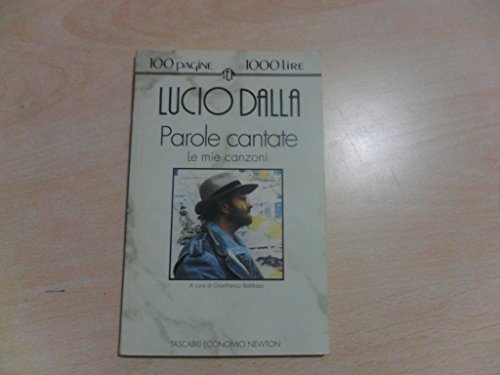 100 pagine 1000 lire
LUCIO DALLA
Parole cantate
Le mie canzoni
A cura di Gianfranco Baldazzi
TASCABILI ECONOMICI NEWTON